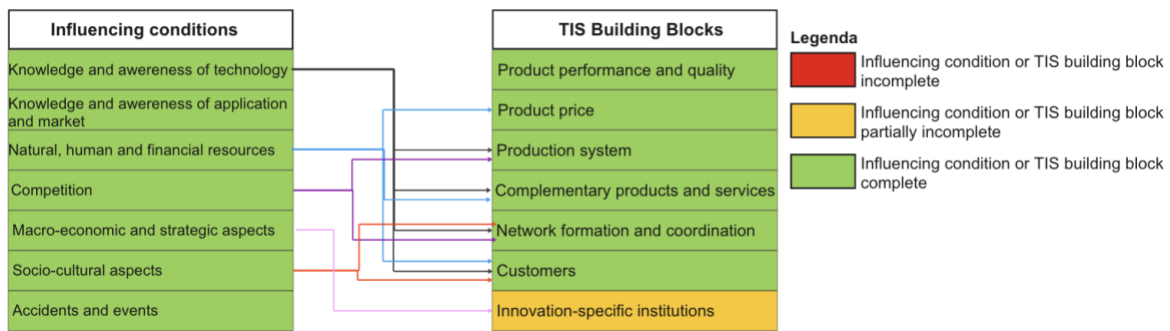 Influencing conditions
Knowledge and awereness of technology
Knowledge and awereness of application
and market
Natural, human and financial resources
Competition
Macro-economic and strategic aspects
Socio-cultural aspects
Accidents and events
TIS Building Blocks
Product performance and quality
Product price
Production system
Complementary products and services
Network formation and coordination
Customers
Innovation-specific institutions
Legenda
Influencing condition or TIS building block
incomplete
Influencing condition or TIS building block
partially incomplete
Influencing condition or TIS building block
complete